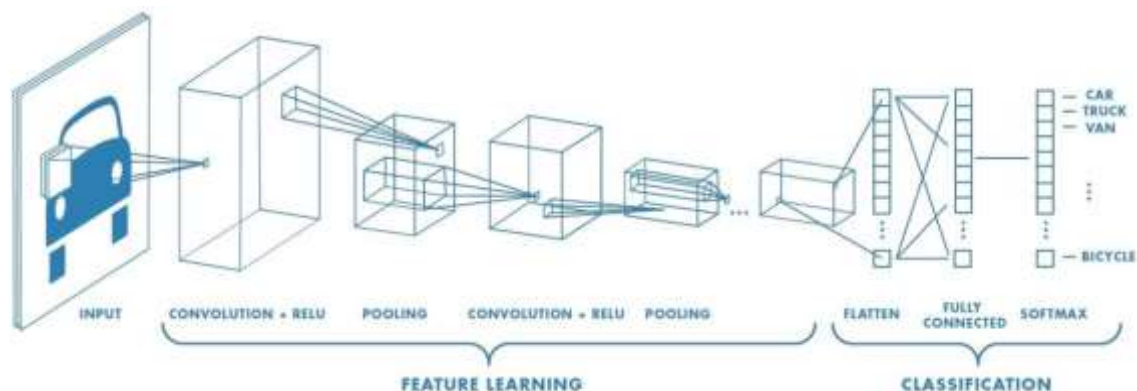 CAR
TRUCK
VAN
BICYCLE
INPUT
CONVOLUTION + RELU
POOLING
CONVOLUTION + RELU
POOLING
FLATTEN
FULLY
CONNECTED
SOFTMAX
FEATURE LEARNING
CLASSIFICATION